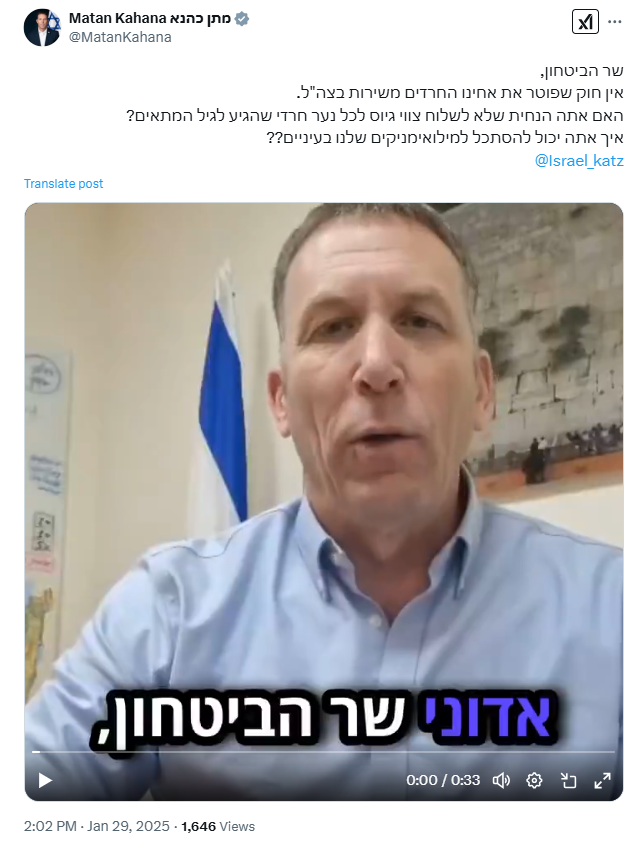 Matan Kahana מתן כהנא
@MatanKahana
שר הביטחון,
אין חוק שפוטר את אחינו החרדים משירות בצה"ל.
האם אתה הנחית שלא לשלוח צווי גיוס לכל נער חרדי שהגיע לגיל המתאים?
איך אתה יכול להסתכל למילואימניקים שלנו בעיניים??
@Israel_katz
Translate post
אדוני שר הביטחון,
0:00 / 0:33
2:02 PM · Jan 29, 2025 · 1,646 Views